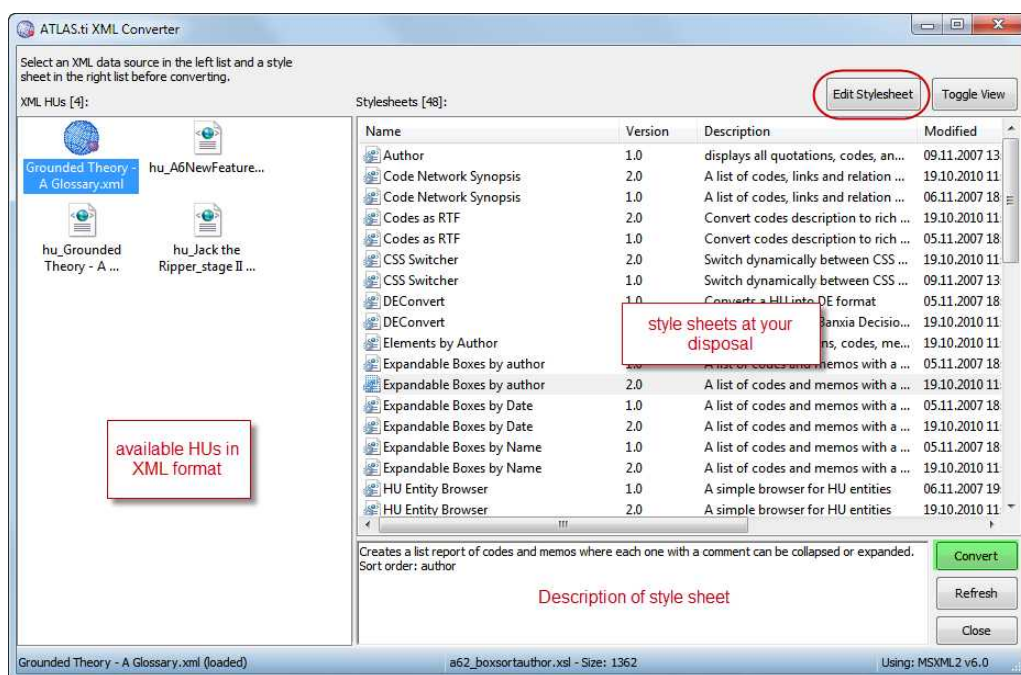 ATLAS.ti XML Converter
Select an XML data source in the left list and a style
sheet in the right list before converting.
XML HUs [4]:
Stylesheets [48]:
Edit Stylesheet
Toggle View
Grounded Theory -
A Glossary.xml
hu_A6NewFeature...
hu_Grounded
Theory - A ...
hu_Jack the
Ripper_stage II ...
available HUs in
XML format
Name Version Description Modified
Author 1.0 displays all quotations, codes, an... 09.11.2007 13:
Code Network Synopsis 2.0 A list of codes, links and relation ... 19.10.2010 11:
Code Network Synopsis 1.0 A list of codes, links and relation ... 06.11.2007 18:
Codes as RTF 2.0 Convert codes description to rich ... 19.10.2010 11:
Codes as RTF 1.0 Convert codes description to rich ... 05.11.2007 18:
CSS Switcher 2.0 Switch dynamically between CSS ... 19.10.2010 11:
CSS Switcher 1.0 Switch dynamically between CSS ... 09.11.2007 13:
DEConvert 1.0 Converts a HU into DE format 05.11.2007 18:
DEConvert Banxia Decisio... 19.10.2010 11:
Elements by Author codes, me... 09.11.2007 13:
Expandable Boxes by author 1.0 A list of codes and memos with a ... 05.11.2007 18:
Expandable Boxes by author 2.0 A list of codes and memos with a ... 19.10.2010 11:
Expandable Boxes by Date 1.0 A list of codes and memos with a ... 05.11.2007 18:
Expandable Boxes by Date 2.0 A list of codes and memos with a ... 19.10.2010 11:
Expandable Boxes by Name 1.0 A list of codes and memos with a ... 05.11.2007 18:
Expandable Boxes by Name 2.0 A list of codes and memos with a ... 19.10.2010 11:
HU Entity Browser 1.0 A simple browser for HU entities 06.11.2007 19:
HU Entity Browser 2.0 A simple browser for HU entities 19.10.2010 11:
style sheets at your
disposal
Creates a list report of codes and memos where each one with a comment can be collapsed or expanded.
Sort order: author
Description of style sheet
Convert
Refresh
Close
Grounded Theory - A Glossary.xml (loaded) a62_boxsortauthor.xsl - Size: 1362 Using: MSXML2 v6.0